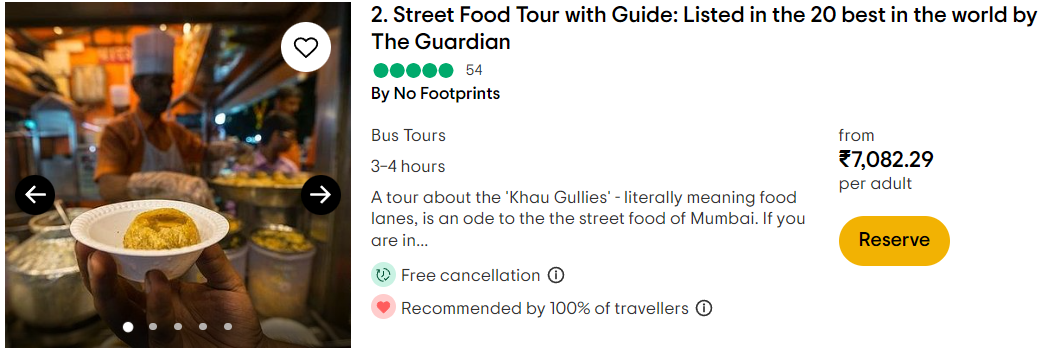 2. Street Food Tour with Guide: Listed in the 20 best in the world by
The Guardian
54
By No Footprints
Bus Tours
3–4 hours
A tour about the 'Khau Gullies' - literally meaning food
lanes, is an ode to the the street food of Mumbai. If you
are in...
Free cancellation
Recommended by 100% of travellers
from
₹7,082.29
per adult
Reserve